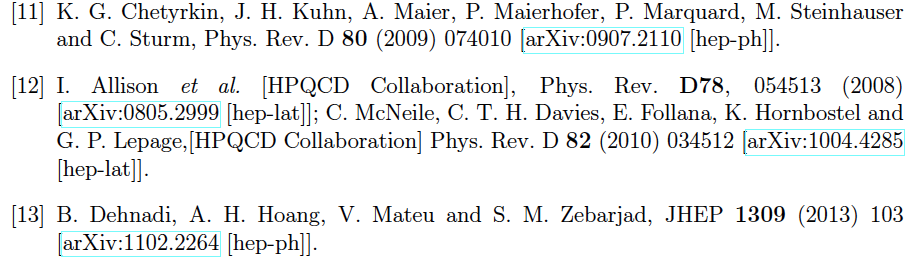 [11] K. G. Chetyrkin, J. H. Kuhn, A. Maier, P. Maierhofer, P. Marquard, M. Steinhauser
and C. Sturm, Phys. Rev. D 80 (2009) 074010 [arXiv:0907.2110 [hep-ph]].
[12] I. Allison et al. [HPQCD Collaboration], Phys. Rev. D78, 054513 (2008)
[arXiv:0805.2999 [hep-lat]]; C. McNeile, C. T. H. Davies, E. Follana, K. Hornbostel and
G. P. Lepage,[HPQCD Collaboration] Phys. Rev. D 82 (2010) 034512 [arXiv:1004.4285
[hep-lat]].
[13] B. Dehnadi, A. H. Hoang, V. Mateu and S. M. Zebarjad, JHEP 1309 (2013) 103
[arXiv:1102.2264 [hep-ph]].